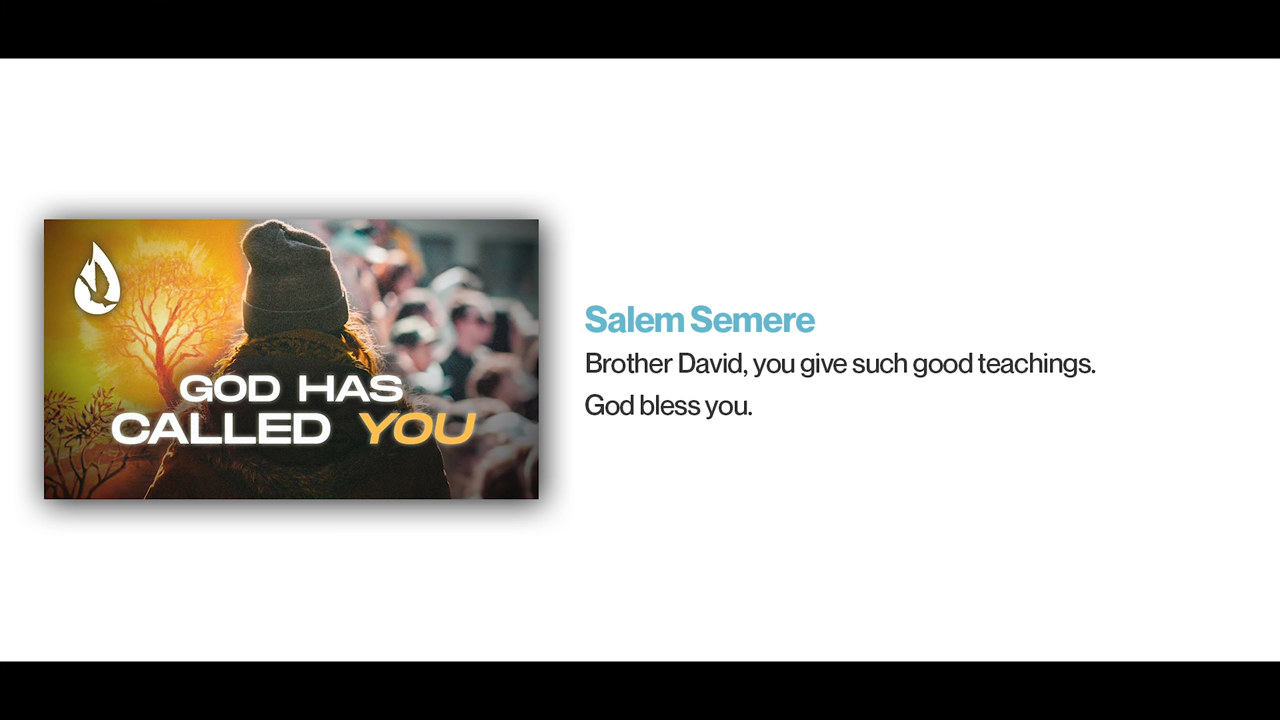 GOD HAS
CALLED YOU
Salem Semere
Brother David, you give such good teachings.
God bless you.